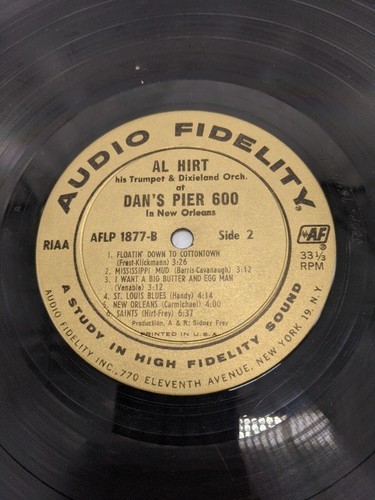 AUDIO FIDELITY®
AL HIRT
his Trumpet & Dixieland Orch.
at
DAN'S PIER 600
In New Orleans
RIAA
AFLP 1877-B
Side 2
AF
33 1/3
RPM
1. FLOATIN' DOWN TO COTTONTOWN
(Frost-Klickmann) 3:26
2. MISSISSIPPI MUD (Barris-Cavanaugh) 3:12
3. I WANT A BIG BUTTER AND EGG MAN
(Venable) 3:12
4. ST. LOUIS BLUES (Handy) 4:14
5. NEW ORLEANS (Carmichael) 4:00
6. SAINTS (Hirt-Frey) 6:37
Production, A & R: Sidney Frey
PRINTED IN U.S.A.
A STUDY IN HIGH FIDELITY SOUND
AUDIO FIDELITY INC., 770 ELEVENTH AVENUE, NEW YORK 19, N.Y.